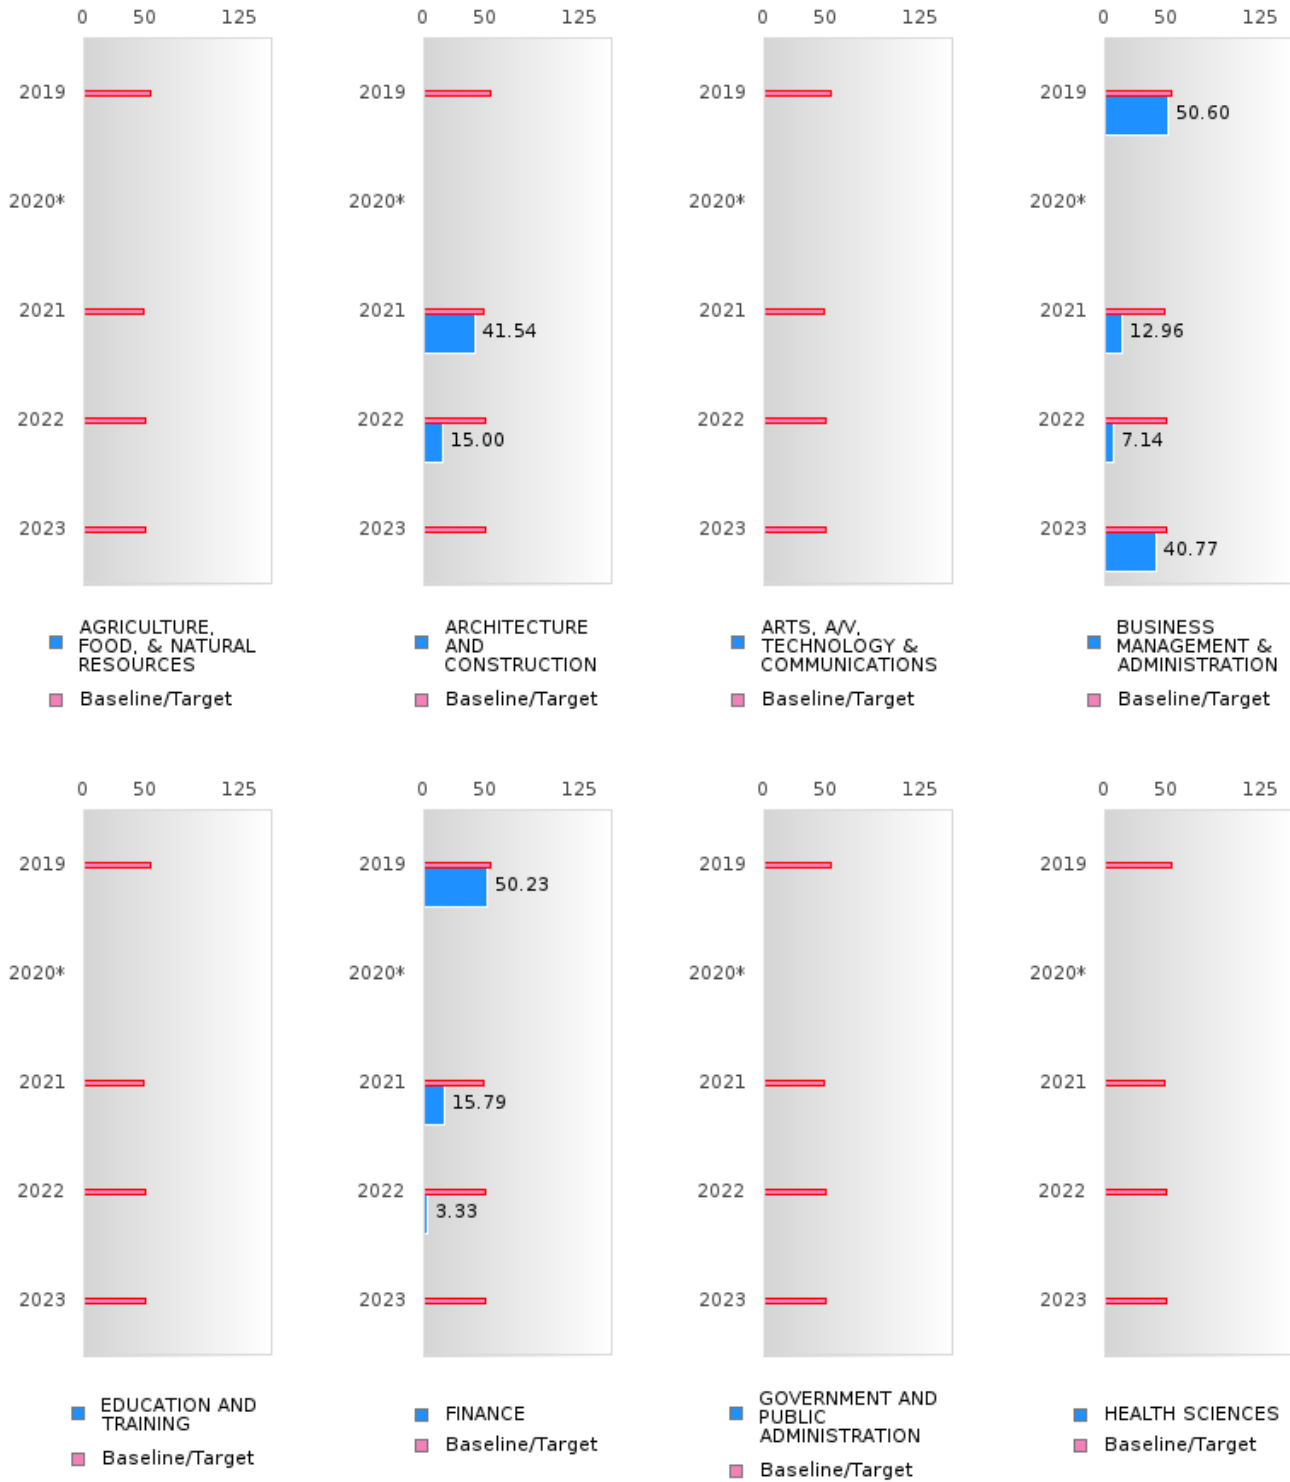 0 50 125
2019
2020*
2021
2022
2023
AGRICULTURE,
FOOD, & NATURAL
RESOURCES
Baseline/Target
0 50 125
2019
2020*
2021
41.54
2022
15.00
2023
ARCHITECTURE
AND
CONSTRUCTION
Baseline/Target
0 50 125
2019
2020*
2021
2022
2023
ARTS, A/V,
TECHNOLOGY &
COMMUNICATIONS
Baseline/Target
0 50 125
2019
50.60
2020*
2021
12.96
2022
7.14
2023
40.77
BUSINESS
MANAGEMENT &
ADMINISTRATION
Baseline/Target
0 50 125
2019
2020*
2021
2022
2023
EDUCATION AND
TRAINING
Baseline/Target
0 50 125
2019
50.23
2020*
2021
15.79
2022
3.33
2023
FINANCE
Baseline/Target
0 50 125
2019
2020*
2021
2022
2023
GOVERNMENT AND
PUBLIC
ADMINISTRATION
Baseline/Target
0 50 125
2019
2020*
2021
2022
2023
HEALTH SCIENCES
Baseline/Target